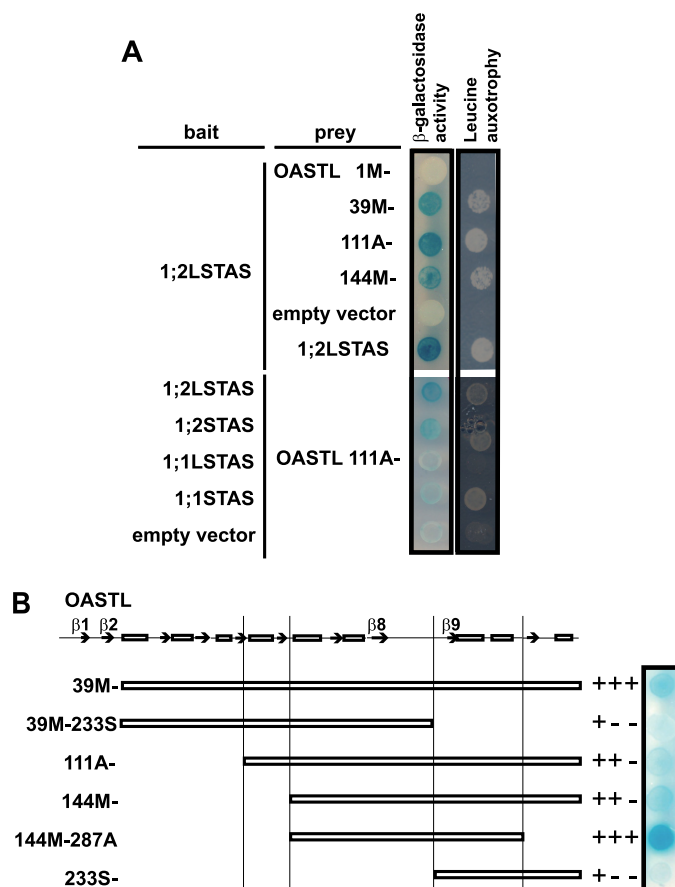 A
β-galactosidase activity
Leucine auxotrophy
bait
prey
OASTL 1M-
39M-
111A-
1;2LSTAS
144M-
empty vector
1;2LSTAS
1;2LSTAS
1;2STAS
1;1LSTAS
OASTL 111A-
1;1STAS
empty vector
B
OASTL
β1 β2 β8 β9
39M- +++
39M-233S +--
111A- ++-
144M- ++-
144M-287A +++
233S- +--